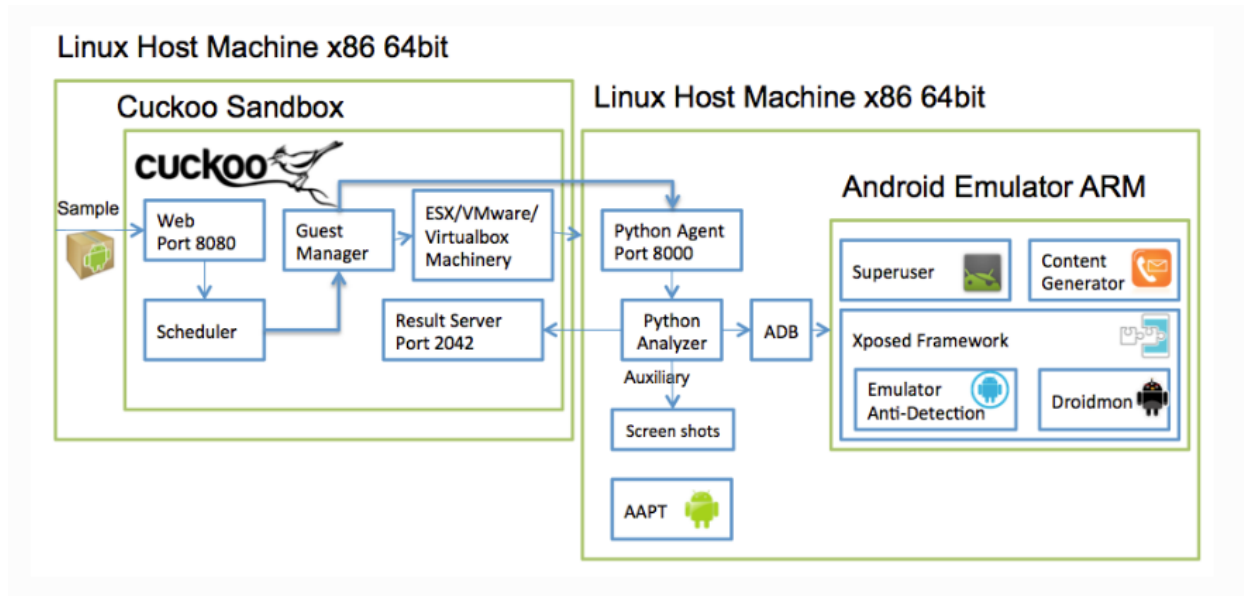 Linux Host Machine x86 64bit
Cuckoo Sandbox
cuckoo
Sample
Web
Port 8080
Scheduler
Guest
Manager
ESX/VMware/
Virtualbox
Machinery
Result Server
Port 2042
Linux Host Machine x86 64bit
Python Agent
Port 8000
Python
Analyzer
ADB
Auxiliary
Screen shots
AAPT
Android Emulator ARM
Superuser
Content
Generator
Xposed Framework
Emulator
Anti-Detection
Droidmon